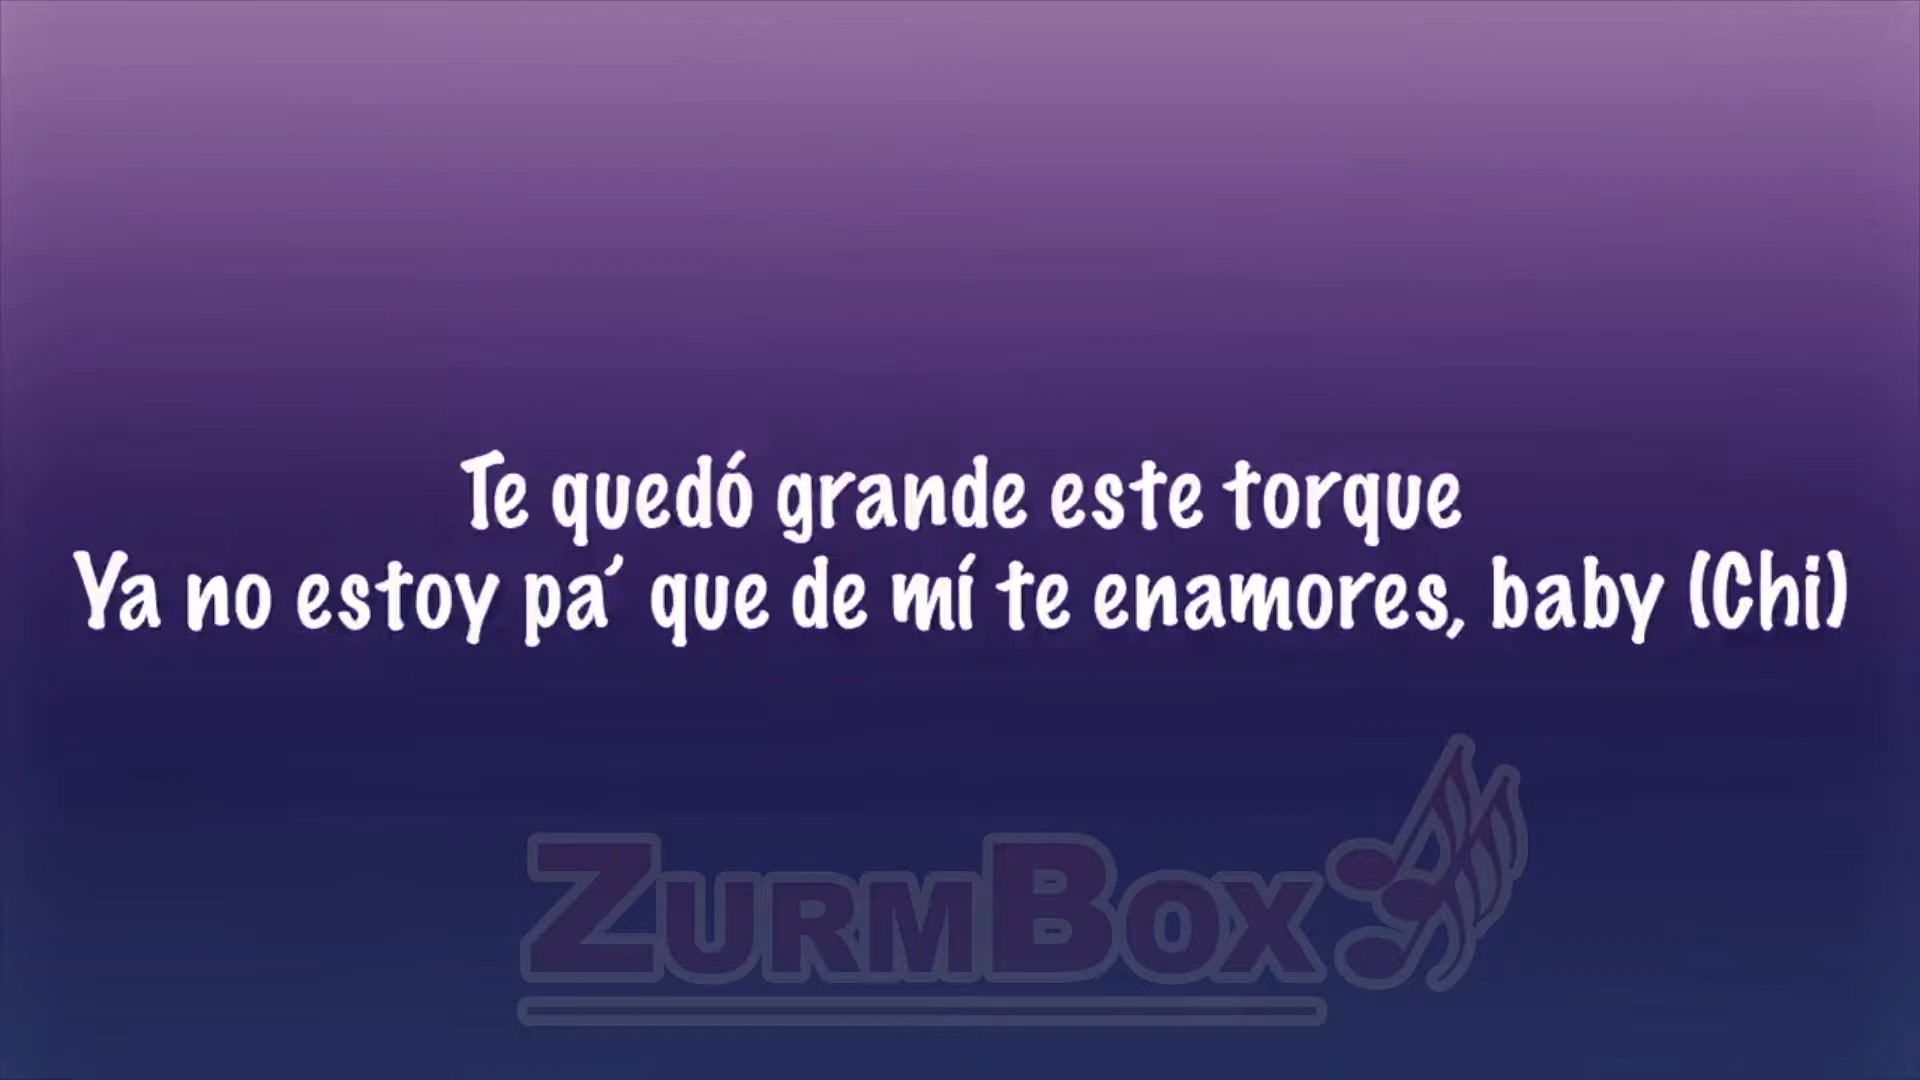 Te quedó grande este torque
Ya no estoy pa' que de mí te enamores, baby (Chi)
ZURMBOX